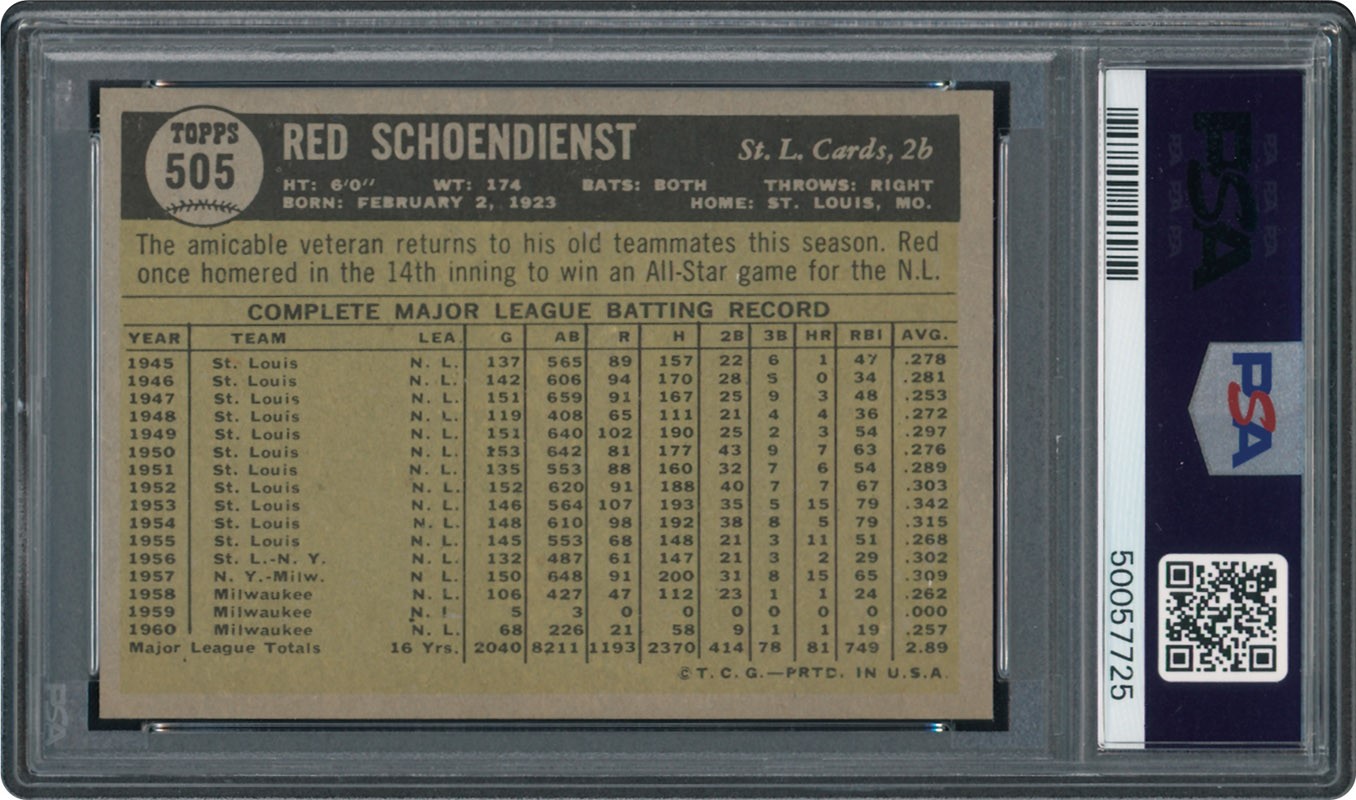 TOPPS
505
RED SCHOENDIENST
St. L. Cards, 2b
HT: 6'0" WT: 174 BATS: BOTH THROWS: RIGHT
BORN: FEBRUARY 2, 1923 HOME: ST. LOUIS, MO.
The amicable veteran returns to his old teammates this season. Red
once homered in the 14th inning to win an All-Star game for the N.L.
COMPLETE MAJOR LEAGUE BATTING RECORD
YEAR TEAM LEA. G AB R H 2B 3B HR RBI AVG.
1945 St. Louis N. L. 137 565 89 157 22 6 1 47 .278
1946 St. Louis N. L. 142 606 94 170 28 5 0 34 .281
1947 St. Louis N. L. 151 659 91 167 25 9 3 48 .253
1948 St. Louis N. L. 119 408 65 111 21 4 4 36 .272
1949 St. Louis N. L. 151 640 102 190 25 2 3 54 .297
1950 St. Louis N. L. 153 642 81 177 43 9 7 63 .276
1951 St. Louis N. L. 135 553 88 160 32 7 6 54 .289
1952 St. Louis N. L. 152 620 91 188 40 7 7 67 .303
1953 St. Louis N. L. 146 564 107 193 35 5 15 79 .342
1954 St. Louis N. L. 148 610 98 192 38 8 5 79 .315
1955 St. Louis N. L. 145 553 68 148 21 3 11 51 .268
1956 St. L.-N. Y. N. L. 132 487 61 147 21 3 2 29 .302
1957 N. Y.-Milw. N L. 150 648 91 200 31 8 15 65 .309
1958 Milwaukee N. L. 106 427 47 112 23 1 1 24 .262
1959 Milwaukee N. L 5 3 0 0 0 0 0 0 .000
1960 Milwaukee N. L. 68 226 21 58 9 1 1 19 .257
Major League Totals 16 Yrs. 2040 8211 1193 2370 414 78 81 749 2.89
©T. C. G.—PRTD. IN U.S.A.
PSA
PSA
50057725
PSA